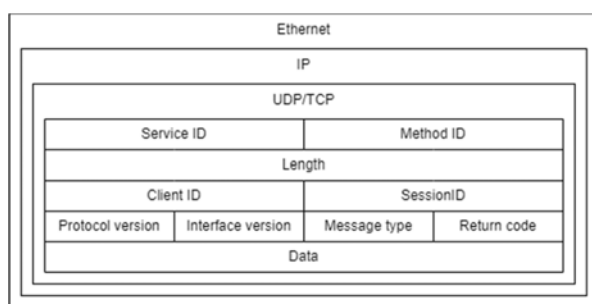 Ethernet
IP
UDP/TCP
Service ID Method ID
Length
Client ID SessionID
Protocol version Interface version Message type Return code
Data